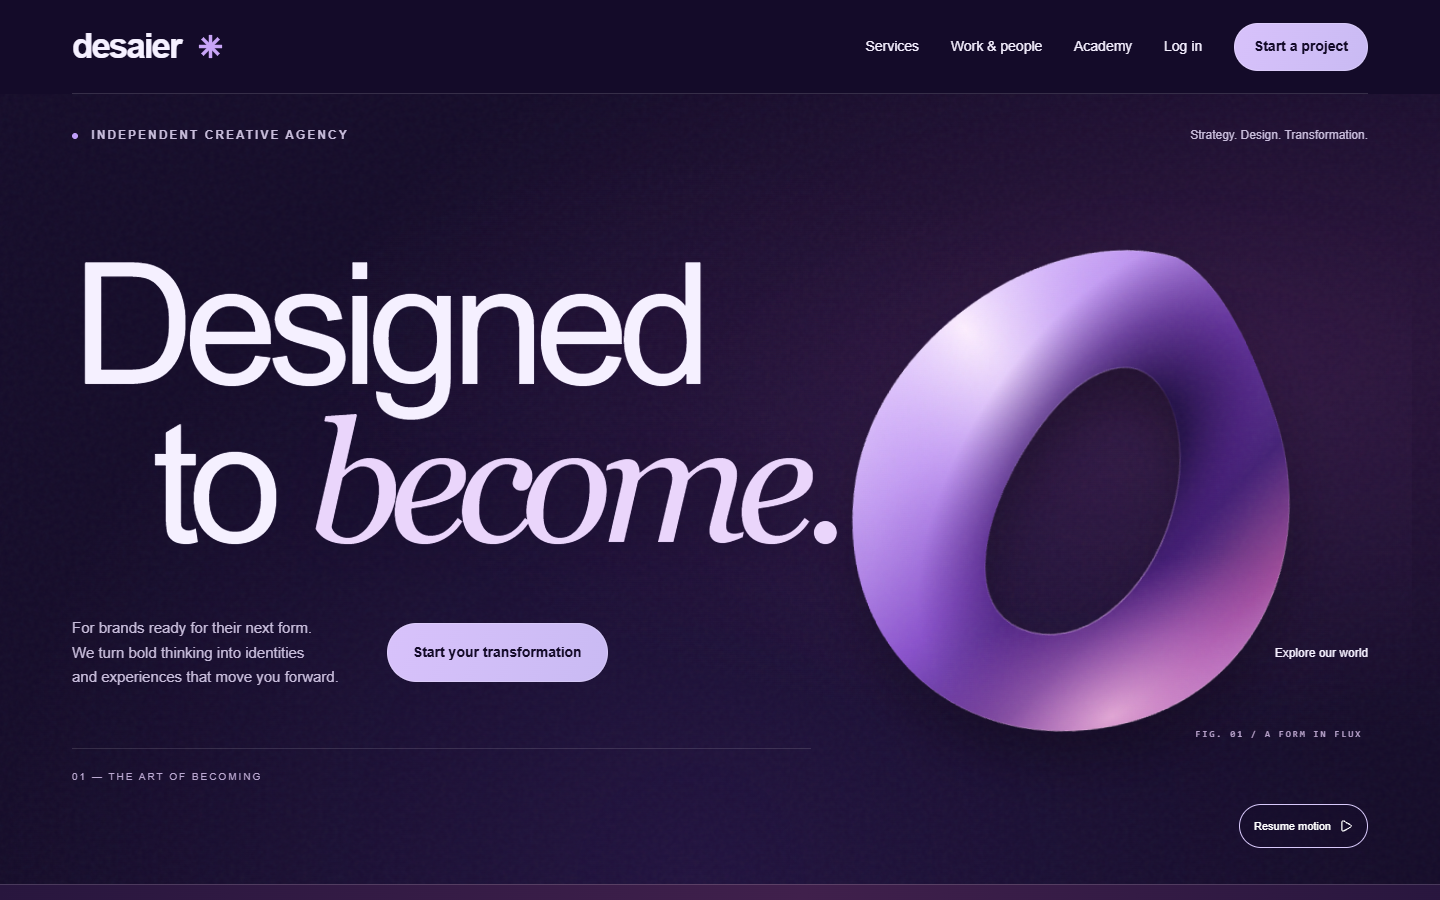 desaier
Services
Work & people
Academy
Log in
Start a project
INDEPENDENT CREATIVE AGENCY
Strategy. Design. Transformation.
Designed
to become.
For brands ready for their next form.
We turn bold thinking into identities
and experiences that move you forward.
Start your transformation
Explore our world
FIG. 01 / A FORM IN FLUX
01 — THE ART OF BECOMING
Resume motion